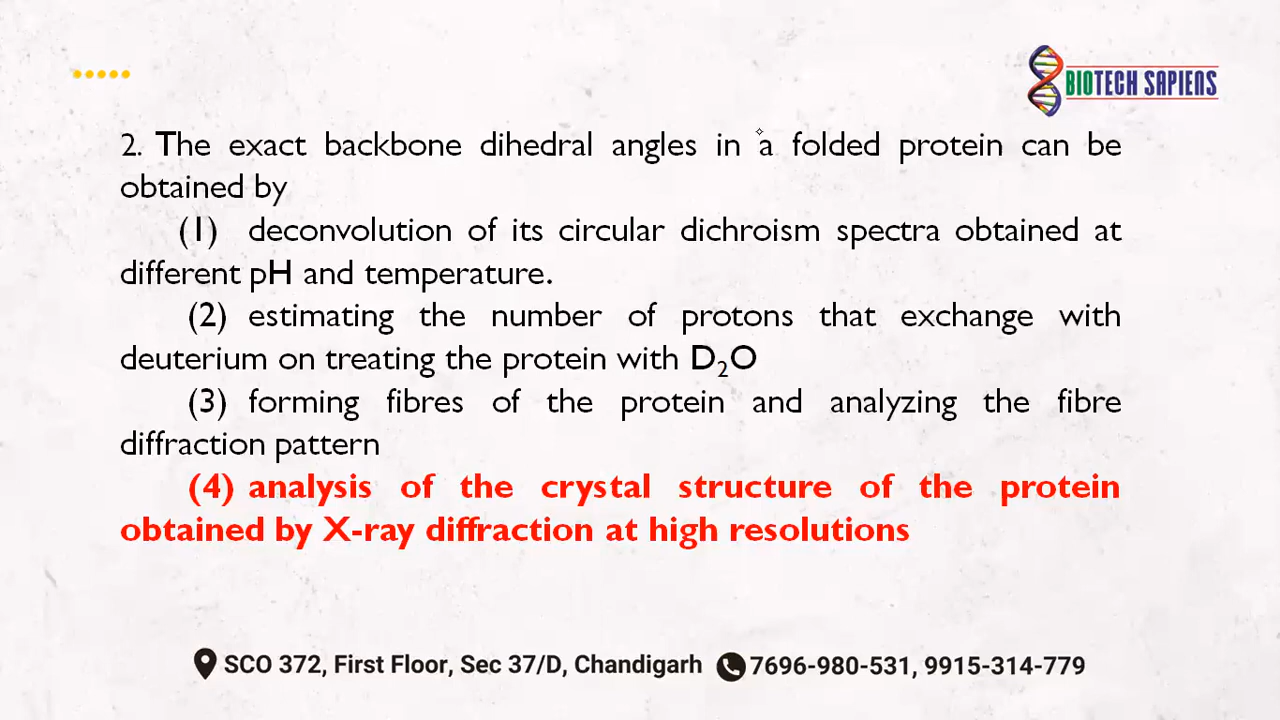 BIOTECH SAPIENS
2. The exact backbone dihedral angles in a folded protein can be
obtained by
(1) deconvolution of its circular dichroism spectra obtained at
different pH and temperature.
(2) estimating the number of protons that exchange with
deuterium on treating the protein with D₂O
(3) forming fibres of the protein and analyzing the fibre
diffraction pattern
(4) analysis of the crystal structure of the protein
obtained by X-ray diffraction at high resolutions
SCO 372, First Floor, Sec 37/D, Chandigarh 7696-980-531, 9915-314-779